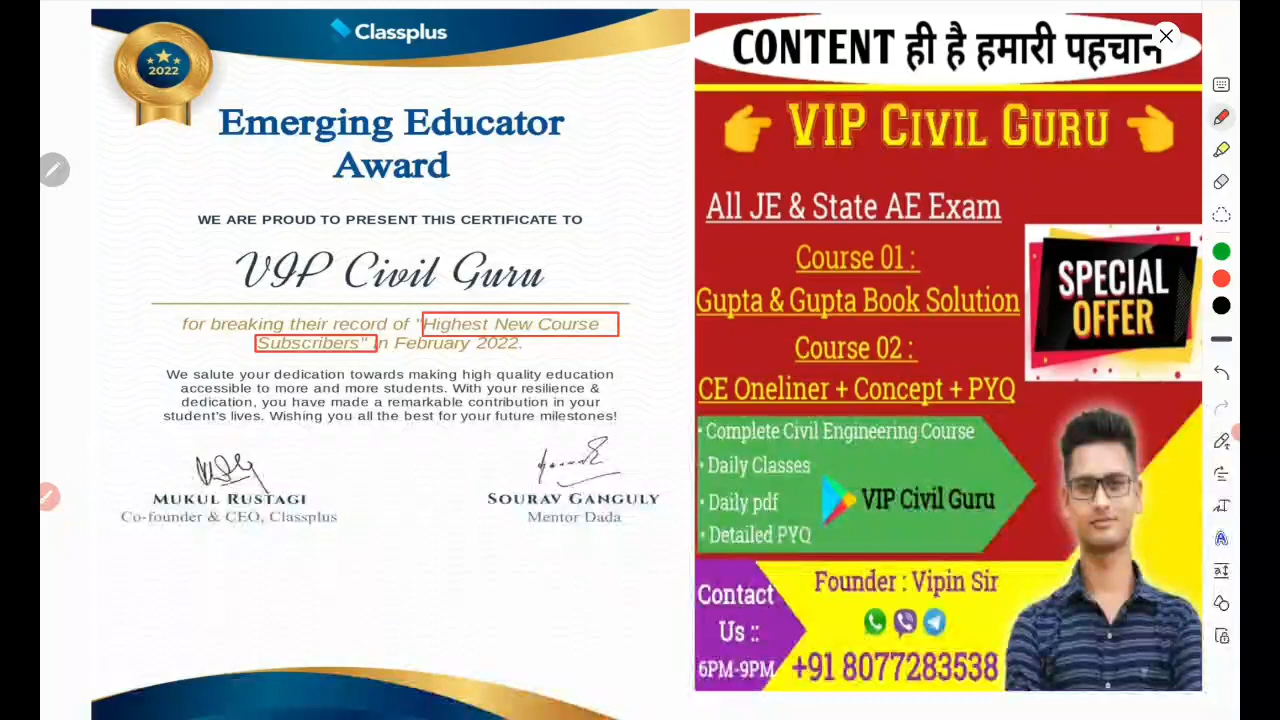 Classplus
2022
Emerging Educator
Award
WE ARE PROUD TO PRESENT THIS CERTIFICATE TO
VIP Civil Guru
for breaking their record of "Highest New Course
Subscribers" in February 2022.
We salute your dedication towards making high quality education
accessible to more and more students. With your resilience &
dedication, you have made a remarkable contribution in your
student's lives. Wishing you all the best for your future milestones!
MUKUL RUSTAGI
Co-founder & CEO, Classplus
SOURAV GANGULY
Mentor Dada
CONTENT ही है हमारी पहचान
VIP CIVIL GURU
All JE & State AE Exam
Course 01 :
Gupta & Gupta Book Solution
Course 02 :
CE Oneliner + Concept + PYQ
SPECIAL
OFFER
• Complete Civil Engineering Course
• Daily Classes
• Daily pdf
• Detailed PYQ
VIP Civil Guru
Contact
Us ::
6PM-9PM
Founder : Vipin Sir
+91 8077283538